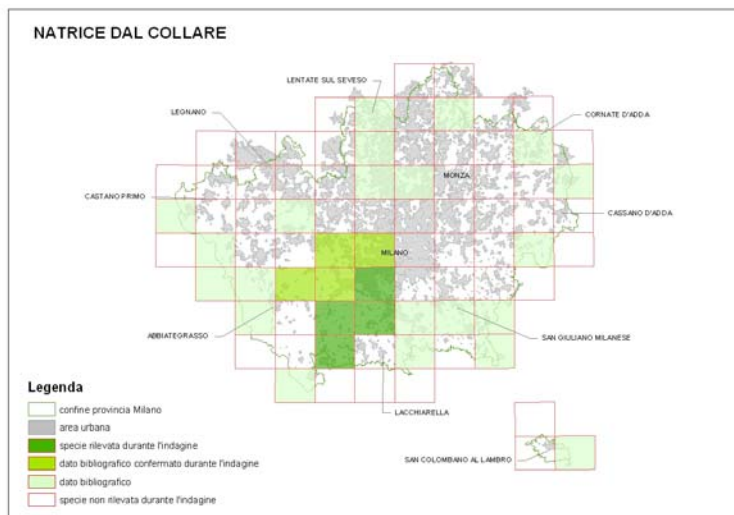 NATRICE DAL COLLARE
LENTATE SUL SEVESO
LEGNANO
CORNATE D'ADDA
MONZA
CASTANO PRIMO
CASSANO D'ADDA
MILANO
ABBIATEGRASSO
SAN GIULIANO MILANESE
Legenda
confine provincia Milano
LACCHIARELLA
area urbana
specie rilevata durante l'indagine
dato bibliografico confermato durante l'indagine
SAN COLOMBANO AL LAMBRO
dato bibliografico
specie non rilevata durante l'indagine